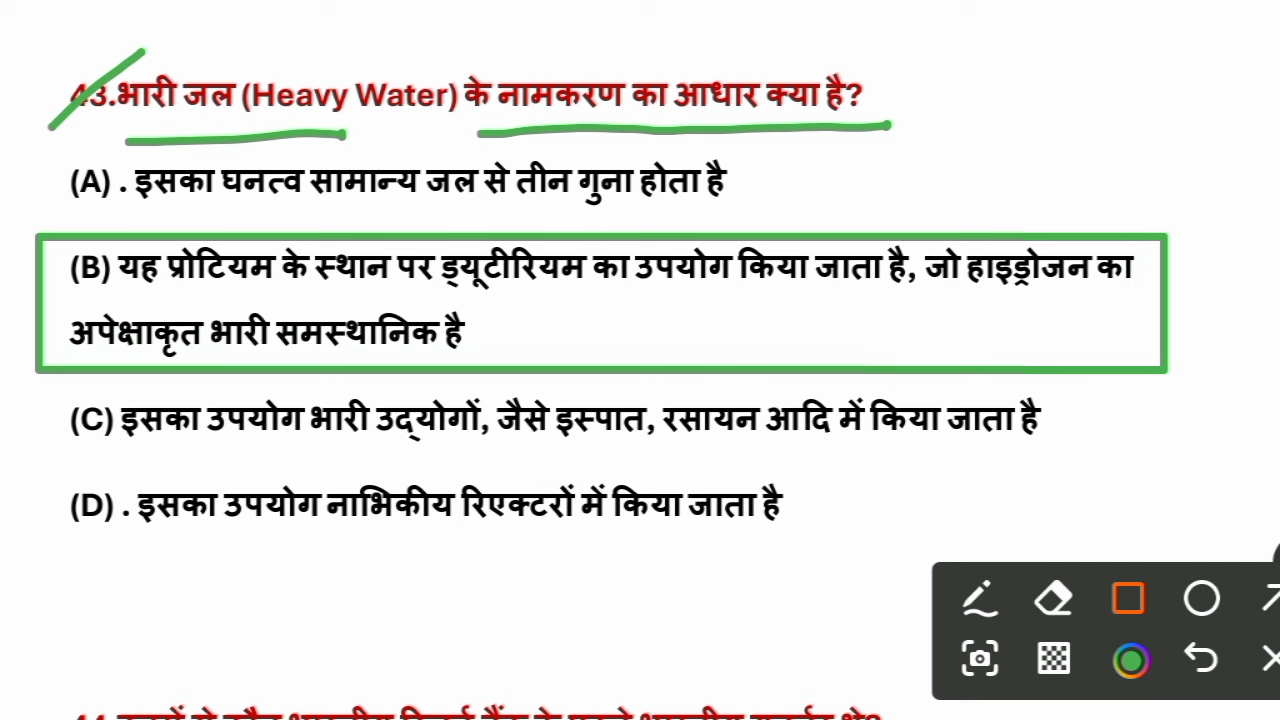 43.भारी जल (Heavy Water) के नामकरण का आधार क्या है?
(A) . इसका घनत्व सामान्य जल से तीन गुना होता है
(B) यह प्रोटियम के स्थान पर ड्यूटीरियम का उपयोग किया जाता है, जो हाइड्रोजन का
अपेक्षाकृत भारी समस्थानिक है
(C) इसका उपयोग भारी उद्योगों, जैसे इस्पात, रसायन आदि में किया जाता है
(D) . इसका उपयोग नाभिकीय रिएक्टरों में किया जाता है